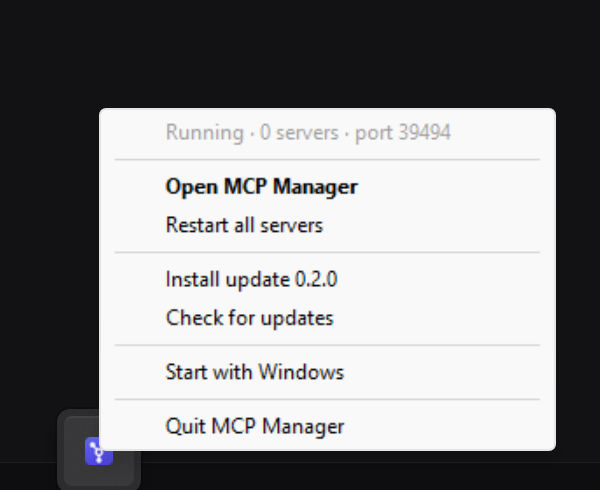 Running · 0 servers · port 39494
Open MCP Manager
Restart all servers
Install update 0.2.0
Check for updates
Start with Windows
Quit MCP Manager